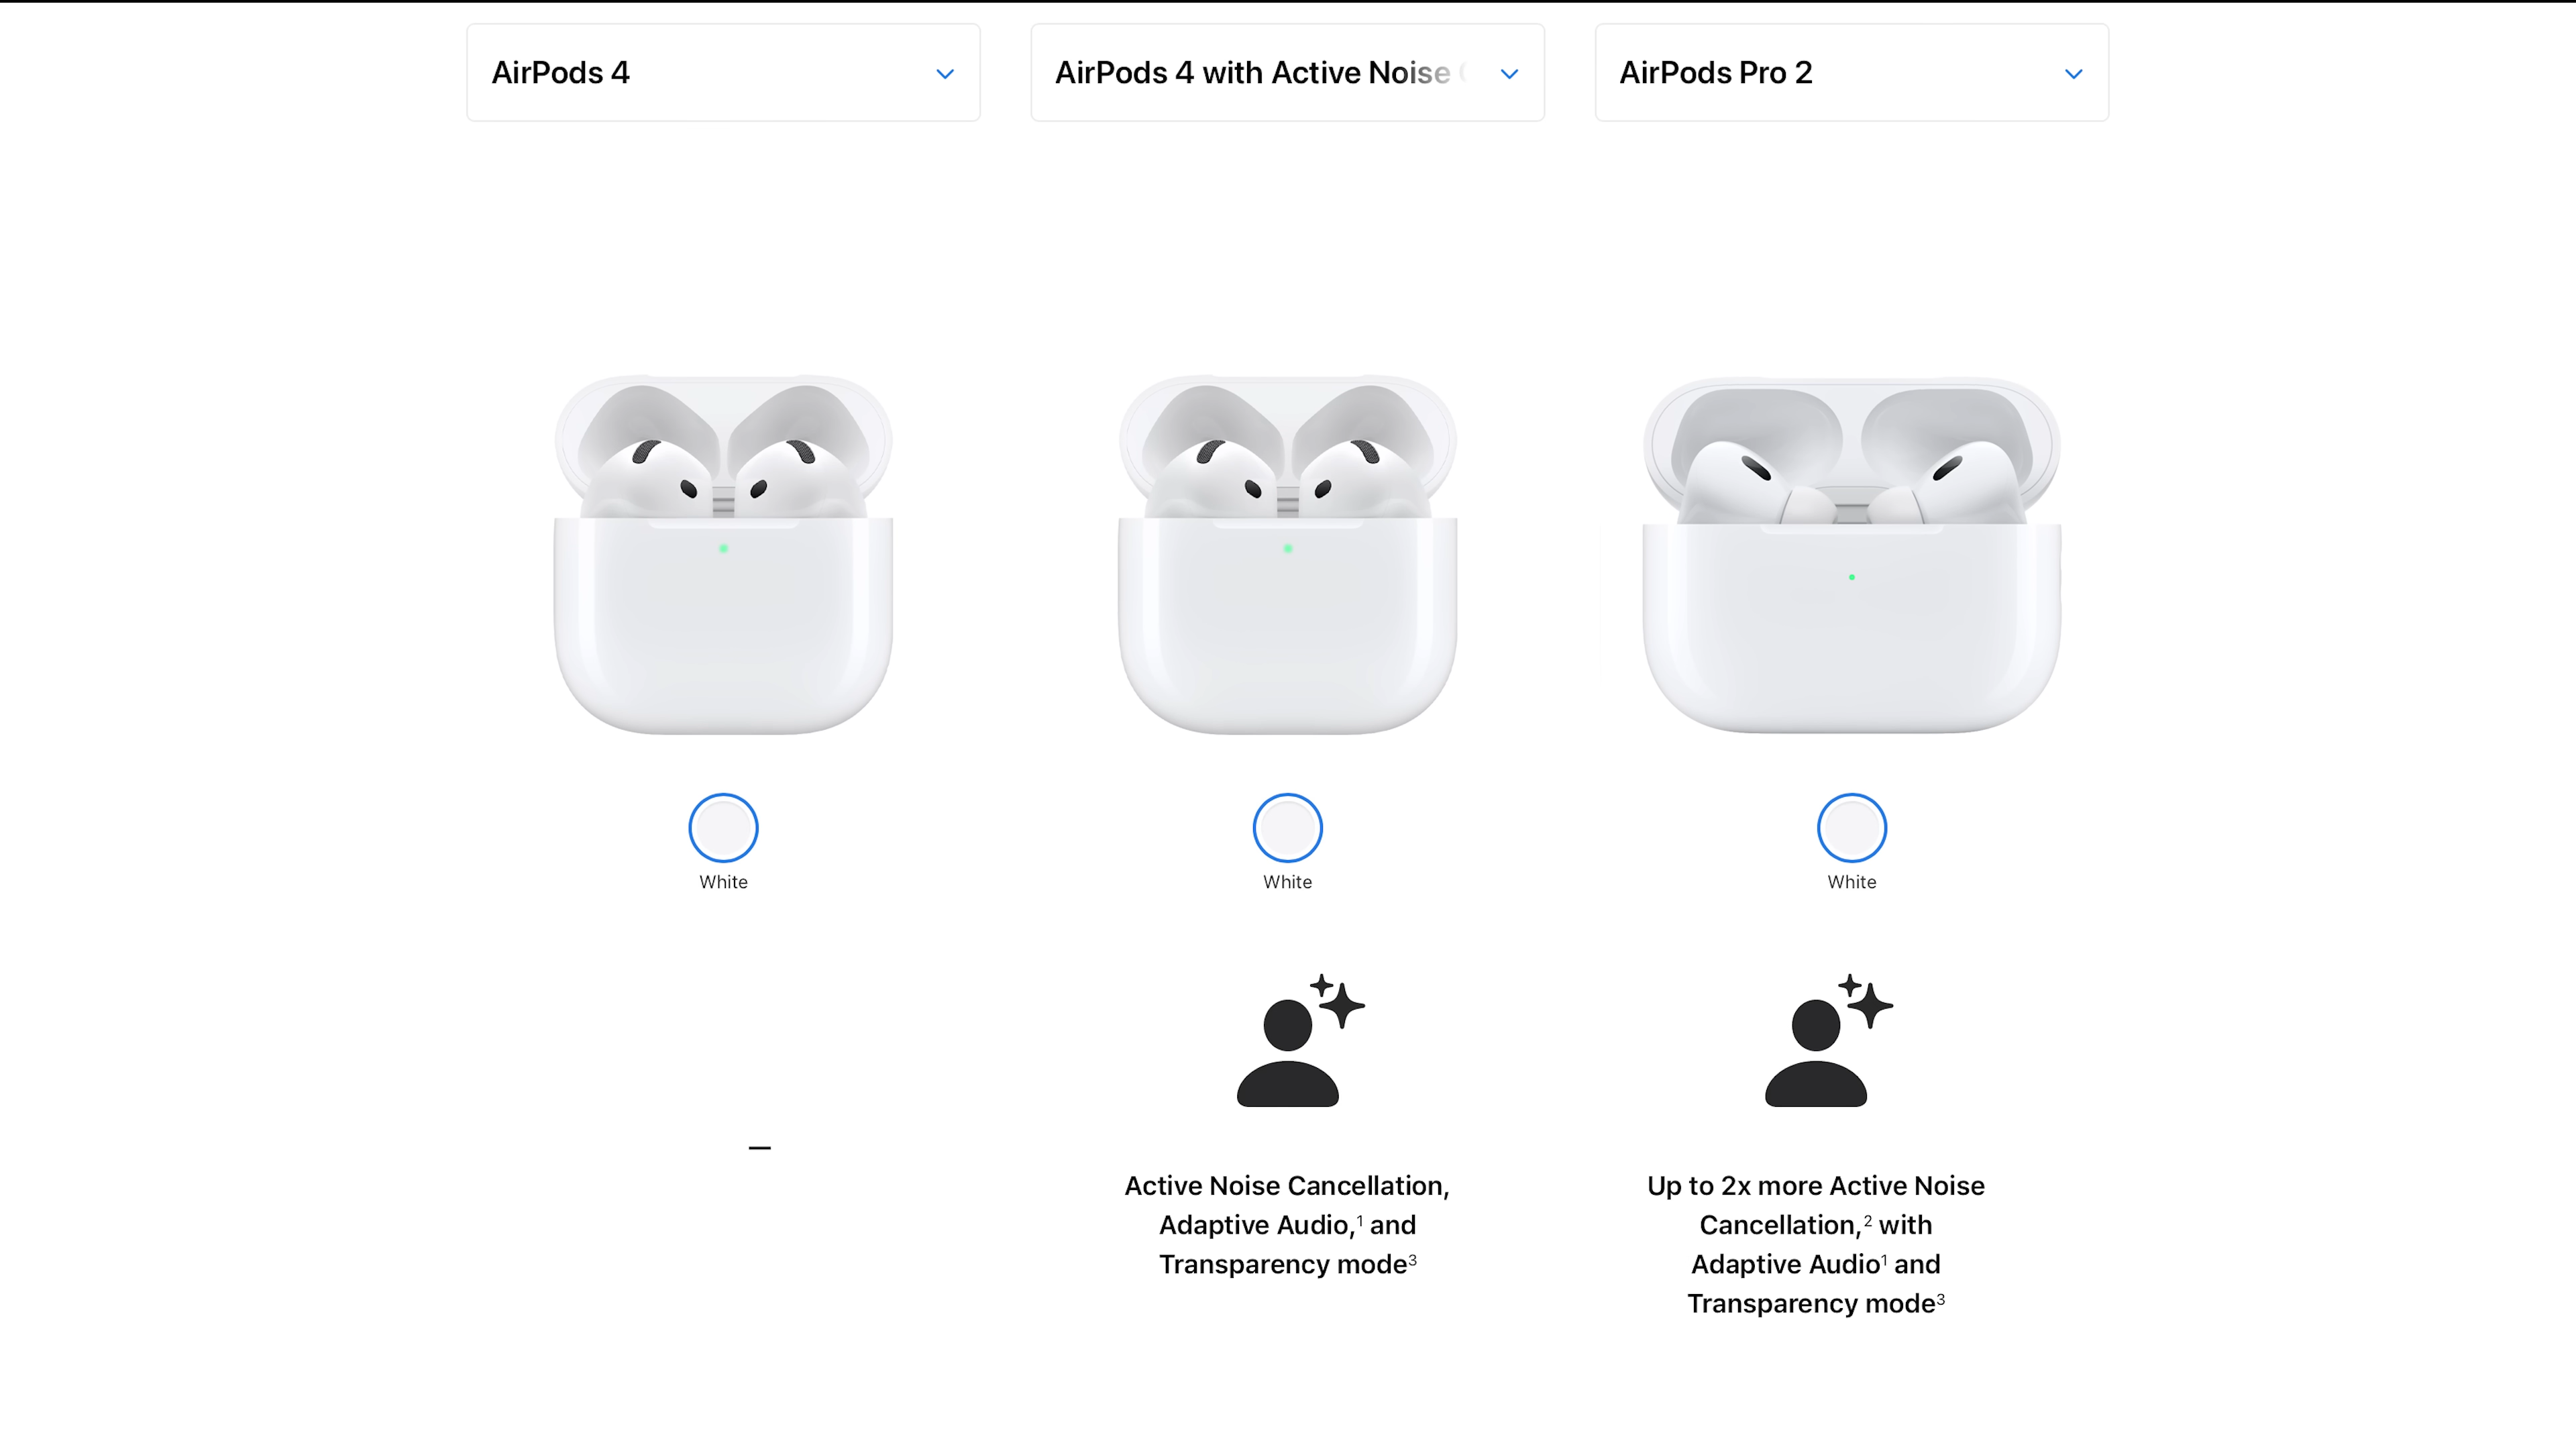 AirPods 4
AirPods 4 with Active Noise
AirPods Pro 2
White
White
White
—
Active Noise Cancellation,
Adaptive Audio,1 and
Transparency mode3
Up to 2x more Active Noise
Cancellation,2 with
Adaptive Audio1 and
Transparency mode3